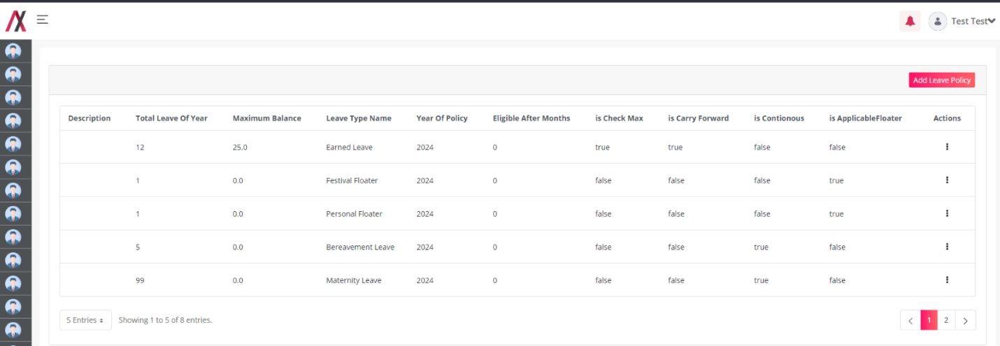 Test Test
Add Leave Policy
Description Total Leave Of Year Maximum Balance Leave Type Name Year Of Policy Eligible After Months is Check Max is Carry Forward is Contionous is ApplicableFloater Actions
12 25.0 Earned Leave 2024 0 true true false false
1 0.0 Festival Floater 2024 0 false false false true
1 0.0 Personal Floater 2024 0 false false false true
5 0.0 Bereavement Leave 2024 0 false false true false
99 0.0 Maternity Leave 2024 0 false false true false
5 Entries Showing 1 to 5 of 8 entries. 1 2